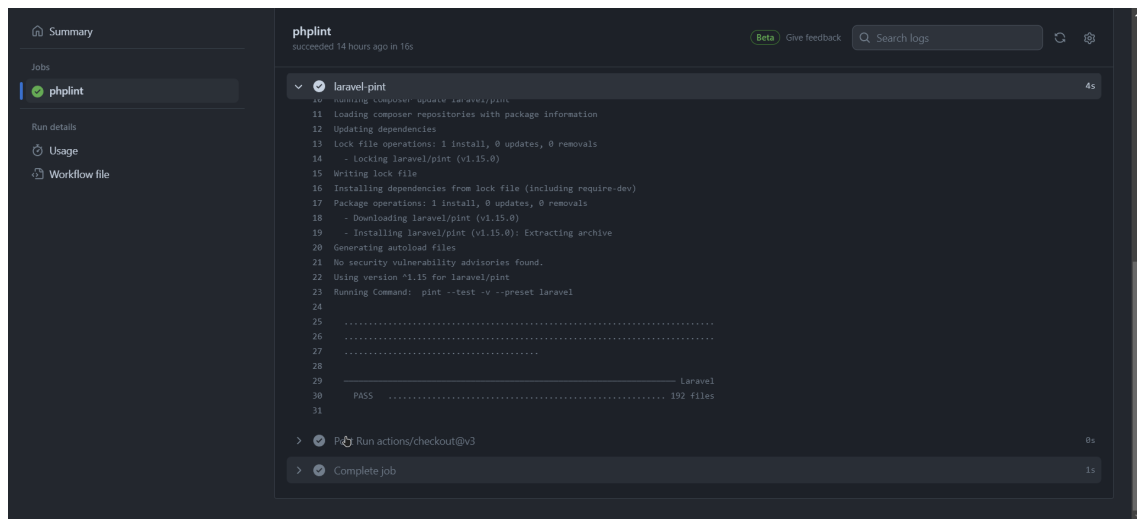 Summary
Jobs
phplint
Run details
Usage
Workflow file
phplint
succeeded 14 hours ago in 16s
Beta Give feedback
Search logs
laravel-pint 4s
10 Running composer update laravel/pint
11 Loading composer repositories with package information
12 Updating dependencies
13 Lock file operations: 1 install, 0 updates, 0 removals
14 - Locking laravel/pint (v1.15.0)
15 Writing lock file
16 Installing dependencies from lock file (including require-dev)
17 Package operations: 1 install, 0 updates, 0 removals
18 - Downloading laravel/pint (v1.15.0)
19 - Installing laravel/pint (v1.15.0): Extracting archive
20 Generating autoload files
21 No security vulnerability advisories found.
22 Using version ^1.15 for laravel/pint
23 Running Command: pint --test -v --preset laravel
24
25 ............................................................................
26 ............................................................................
27 ........................................
28
29 ──────────────────────────────────────────────────────────────────── Laravel
30 PASS ......................................................... 192 files
31
Post Run actions/checkout@v3 0s
Complete job 1s